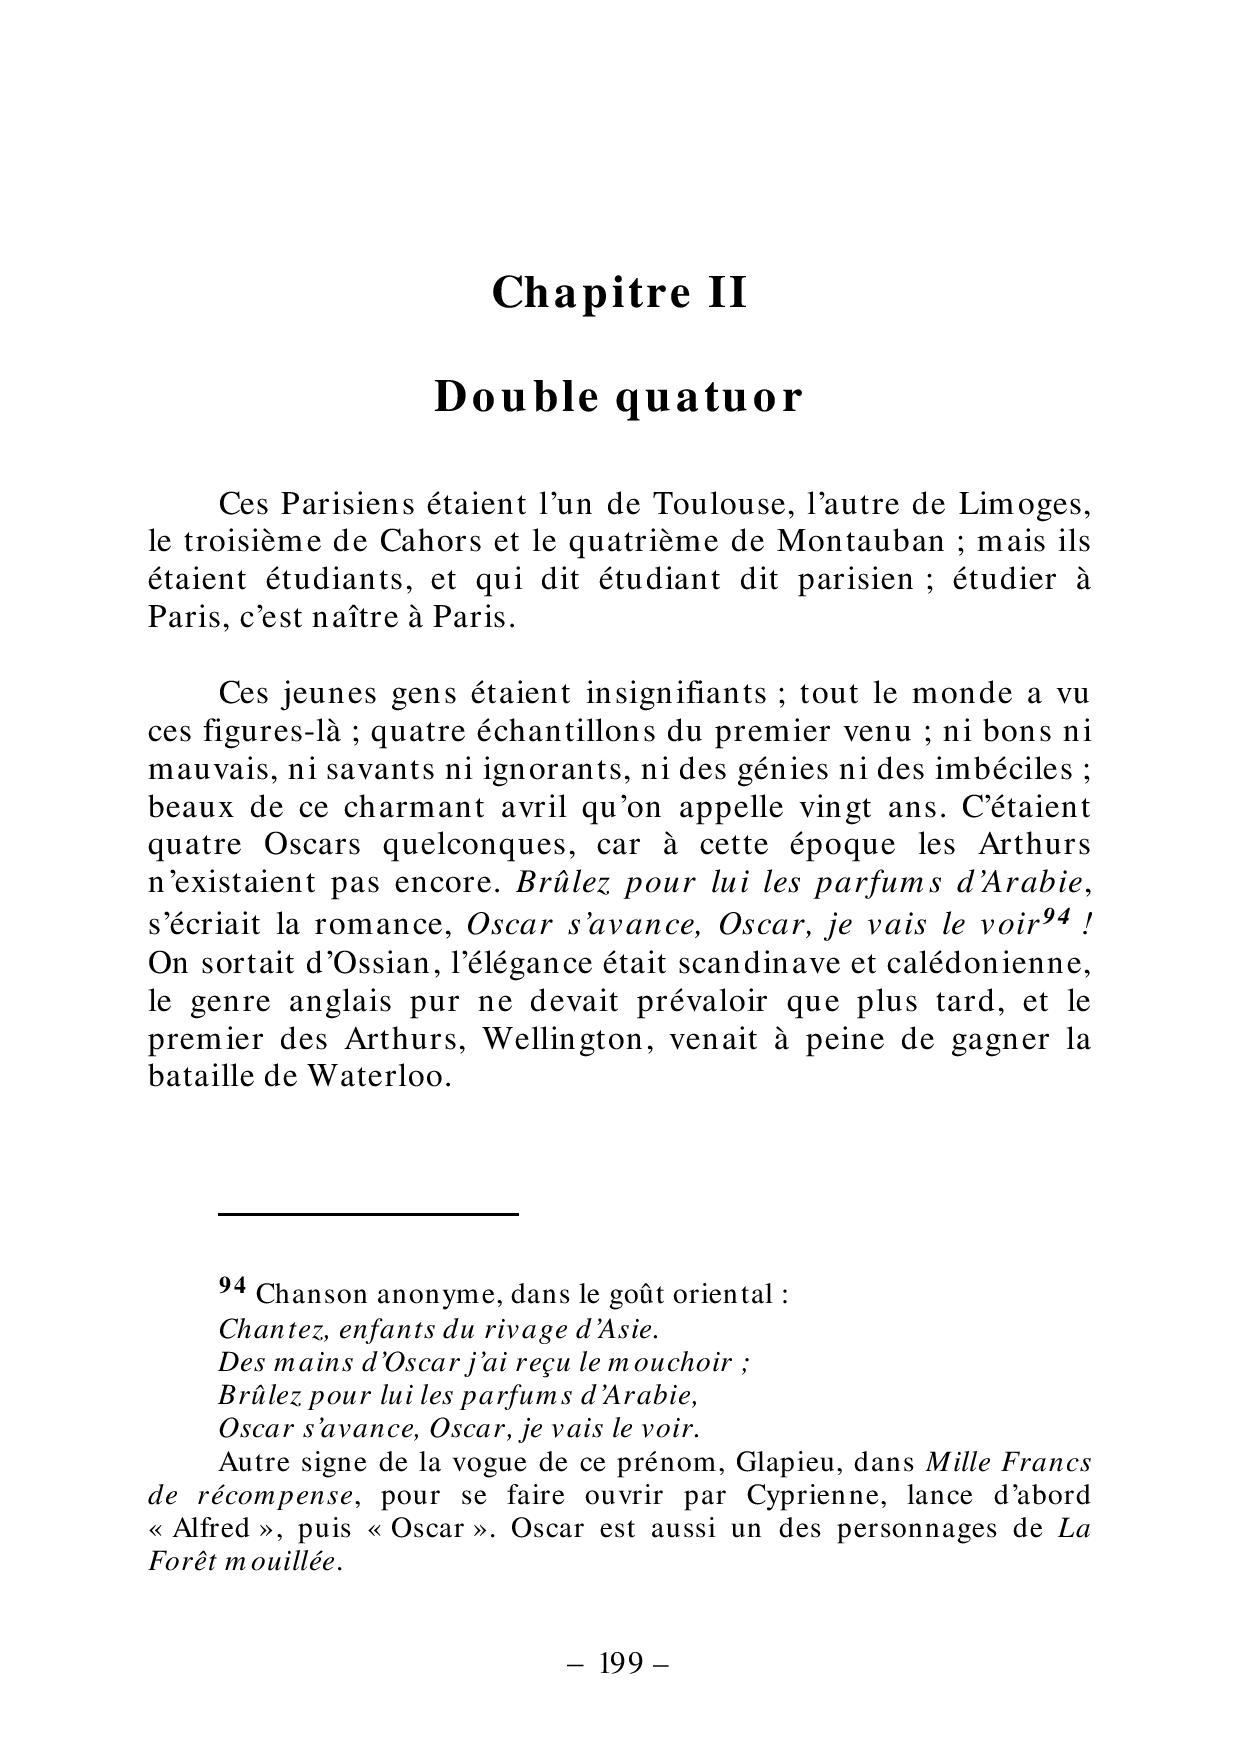 Chapitre II
Double quatuor
Ces Parisiens étaient l’un de Toulouse, l’autre de Limoges,
le troisième de Cahors et le quatrième de Montauban ; mais ils
étaient étudiants, et qui dit étudiant dit parisien ; étudier à
Paris, c’est naître à Paris.
Ces jeunes gens étaient insignifiants ; tout le monde a vu
ces figures-là ; quatre échantillons du premier venu ; ni bons ni
mauvais, ni savants ni ignorants, ni des génies ni des imbéciles ;
beaux de ce charmant avril qu’on appelle vingt ans. C’étaient
quatre Oscars quelconques, car à cette époque les Arthurs
n’existaient pas encore. Brûlez pour lui les parfums d’Arabie,
s’écriait la romance, Oscar s’avance, Oscar, je vais le voir94 !
On sortait d’Ossian, l’élégance était scandinave et calédonienne,
le genre anglais pur ne devait prévaloir que plus tard, et le
premier des Arthurs, Wellington, venait à peine de gagner la
bataille de Waterloo.
94 Chanson anonyme, dans le goût oriental :
Chantez, enfants du rivage d’Asie.
Des mains d’Oscar j’ai reçu le mouchoir ;
Brûlez pour lui les parfums d’Arabie,
Oscar s’avance, Oscar, je vais le voir.
Autre signe de la vogue de ce prénom, Glapieu, dans Mille Francs
de récompense, pour se faire ouvrir par Cyprienne, lance d’abord
« Alfred », puis « Oscar ». Oscar est aussi un des personnages de La
Forêt mouillée.
– 199 –